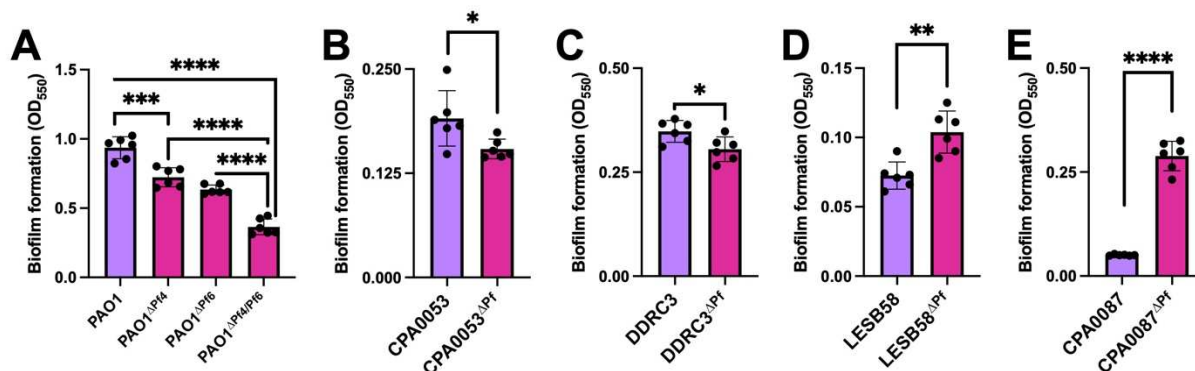 A
Biofilm formation (OD550)
1.5
1.0
0.5
0.0
****
***
****
****
PAO1
PAO1ΔPf4
PAO1ΔPf6
PAO1ΔPf4/Pf6
B
Biofilm formation (OD550)
0.250
0.125
0.000
*
CPA0053
CPA0053ΔPf
C
Biofilm formation (OD550)
0.50
0.25
0.00
*
DDRC3
DDRC3ΔPf
D
Biofilm formation (OD550)
0.15
0.10
0.05
0.00
**
LESB58
LESB58ΔPf
E
Biofilm formation (OD550)
0.50
0.25
0.00
****
CPA0087
CPA0087ΔPf